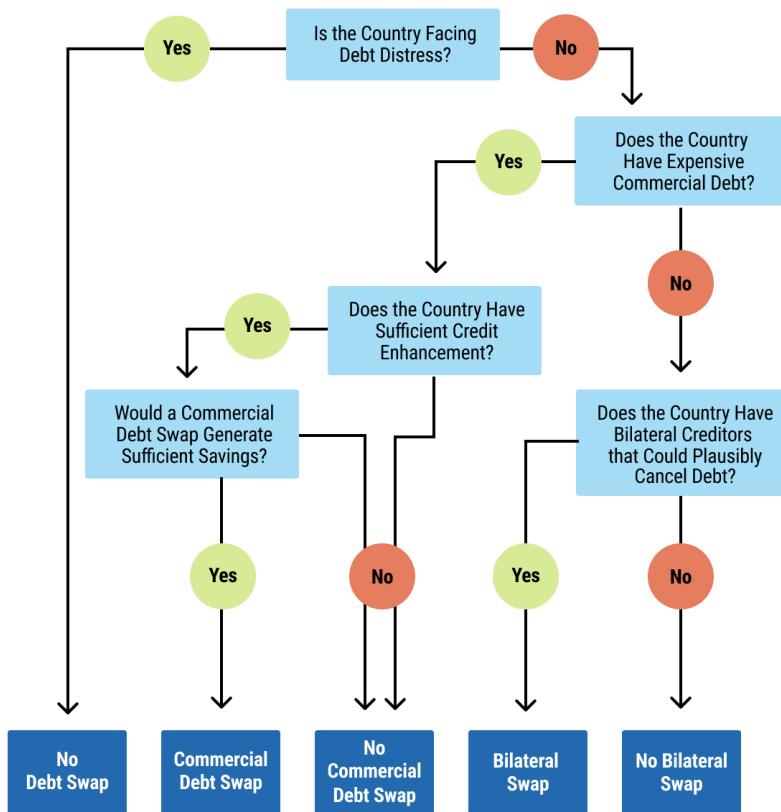 Yes
Is the Country Facing
Debt Distress?
No
Does the Country
Have Expensive
Commercial Debt?
Yes
No
Does the Country Have
Sufficient Credit
Enhancement?
Yes
Would a Commercial
Debt Swap Generate
Sufficient Savings?
Does the Country Have
Bilateral Creditors
that Could Plausibly
Cancel Debt?
Yes
No
Yes
No
No
Debt Swap
Commercial
Debt Swap
No
Commercial
Debt Swap
Bilateral
Swap
No Bilateral
Swap